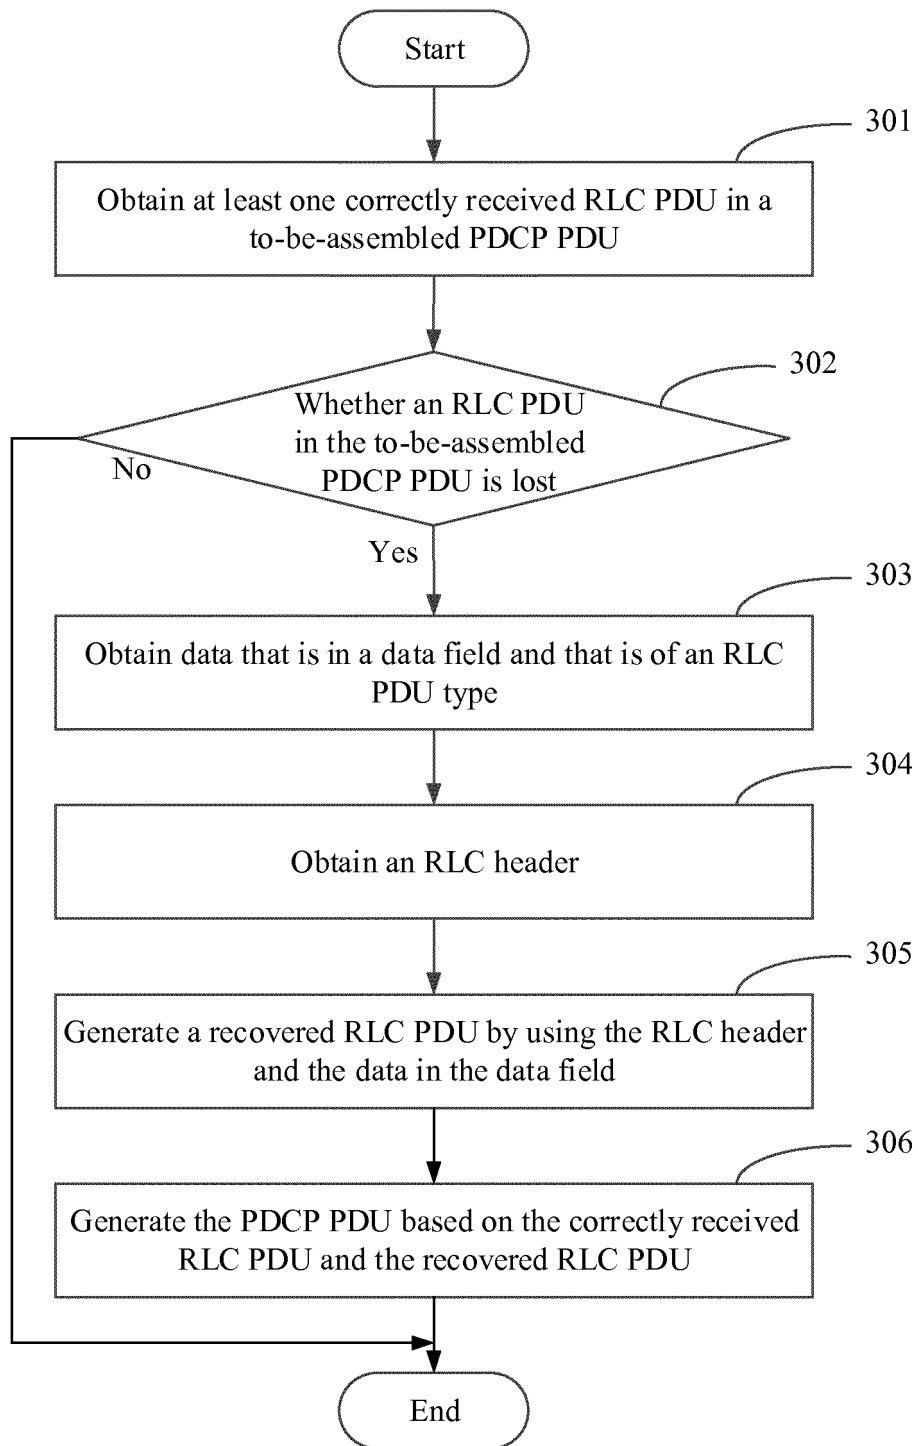 Start
301
Obtain at least one correctly received RLC PDU in a
to-be-assembled PDCP PDU
302
Whether an RLC PDU
in the to-be-assembled
PDCP PDU is lost
No
Yes
303
Obtain data that is in a data field and that is of an RLC
PDU type
304
Obtain an RLC header
305
Generate a recovered RLC PDU by using the RLC header
and the data in the data field
306
Generate the PDCP PDU based on the correctly received
RLC PDU and the recovered RLC PDU
End